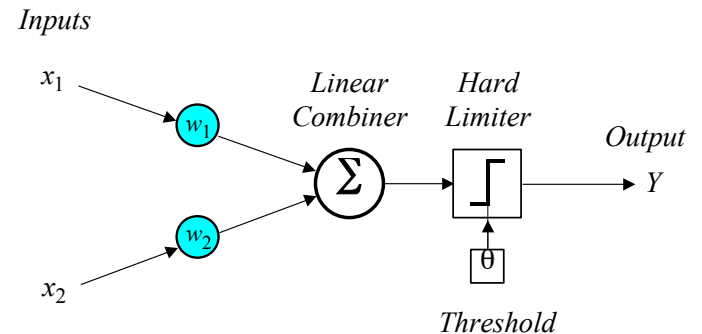 Inputs
x1
Linear
Combiner
Hard
Limiter
w1
Output
Σ
Y
w2
θ
x2
Threshold